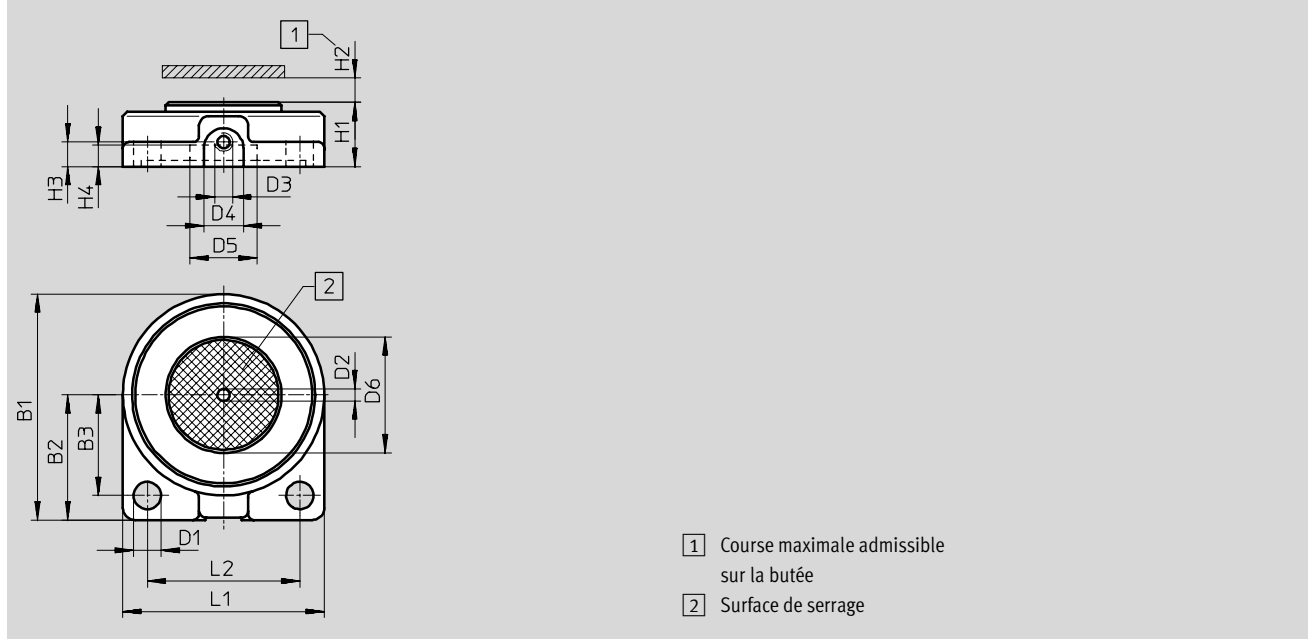 1
H2
H1
H3
H4
D3
D4
D5
2
D2
D6
B1
B2
B3
D1
L2
L1
1 Course maximale admissible
sur la butée
2 Surface de serrage